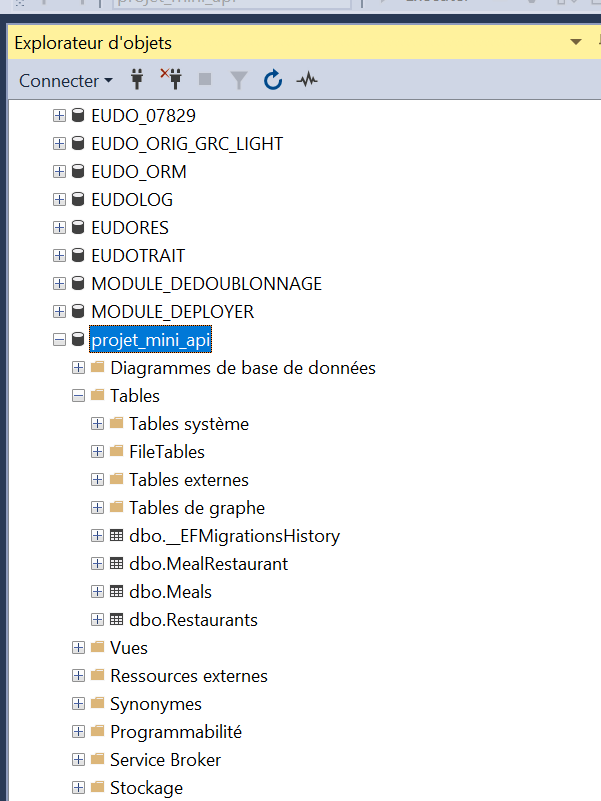 projet_mini_api
Explorateur d'objets
Connecter
EUDO_07829
EUDO_ORIG_GRC_LIGHT
EUDO_ORM
EUDOLOG
EUDORES
EUDOTRAIT
MODULE_DEDOUBLONNAGE
MODULE_DEPLOYER
projet_mini_api
Diagrammes de base de données
Tables
Tables système
FileTables
Tables externes
Tables de graphe
dbo.__EFMigrationsHistory
dbo.MealRestaurant
dbo.Meals
dbo.Restaurants
Vues
Ressources externes
Synonymes
Programmabilité
Service Broker
Stockage